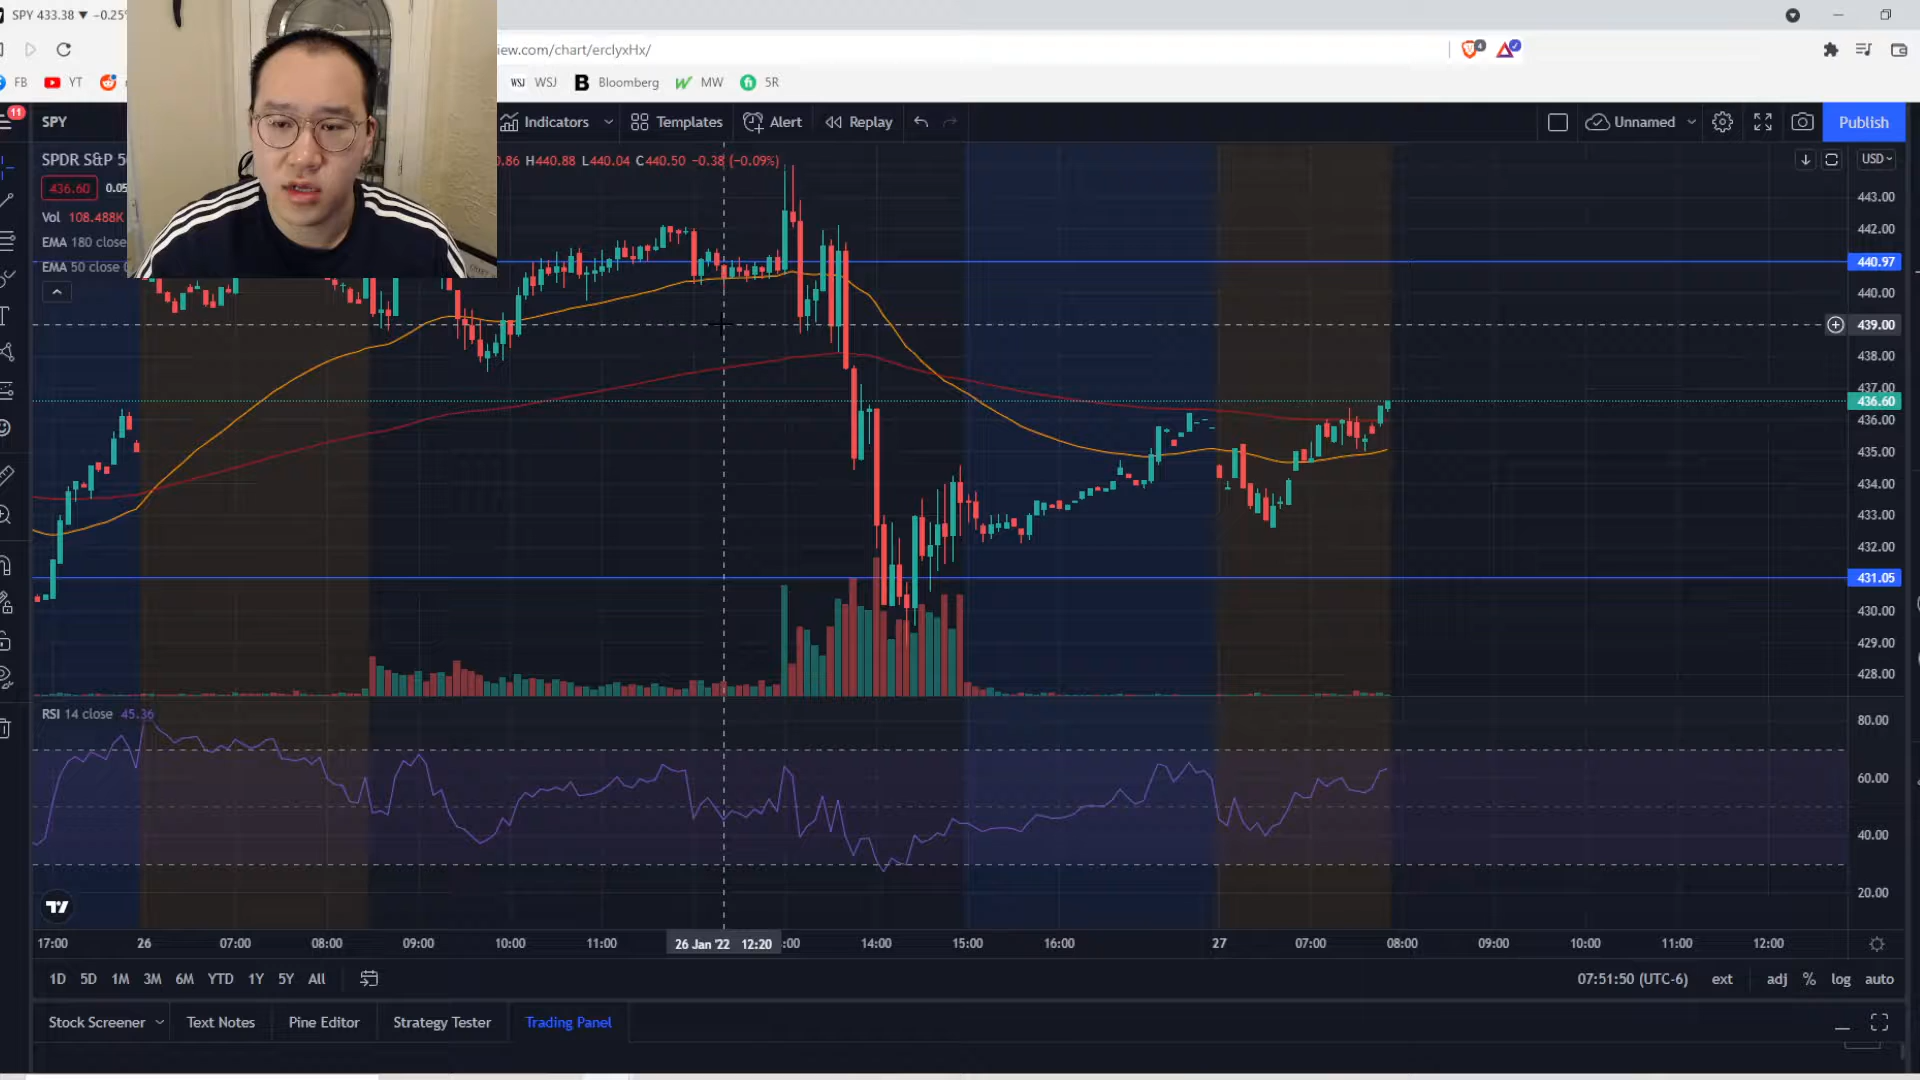 SPY 433.38 ▼ −0.25%
iew.com/chart/erclyxHx/
4
FB YT WSJ WSJ B Bloomberg MW 5R
11
SPY Indicators Templates Alert Replay Unnamed Publish
SPDR S&P 5 .86 H440.88 L440.04 C440.50 −0.38 (−0.09%) USD
436.60 0.05
Vol 108.488K
EMA 180 close
EMA 50 close
443.00
442.00
440.97
440.00
439.00
438.00
437.00
436.60
436.00
435.00
434.00
433.00
432.00
431.05
430.00
429.00
428.00
RSI 14 close 45.36
80.00
60.00
40.00
20.00
17:00 26 07:00 08:00 09:00 10:00 11:00 26 Jan '22 12:20 :00 14:00 15:00 16:00 27 07:00 08:00 09:00 10:00 11:00 12:00
1D 5D 1M 3M 6M YTD 1Y 5Y All 07:51:50 (UTC-6) ext adj % log auto
Stock Screener Text Notes Pine Editor Strategy Tester Trading Panel